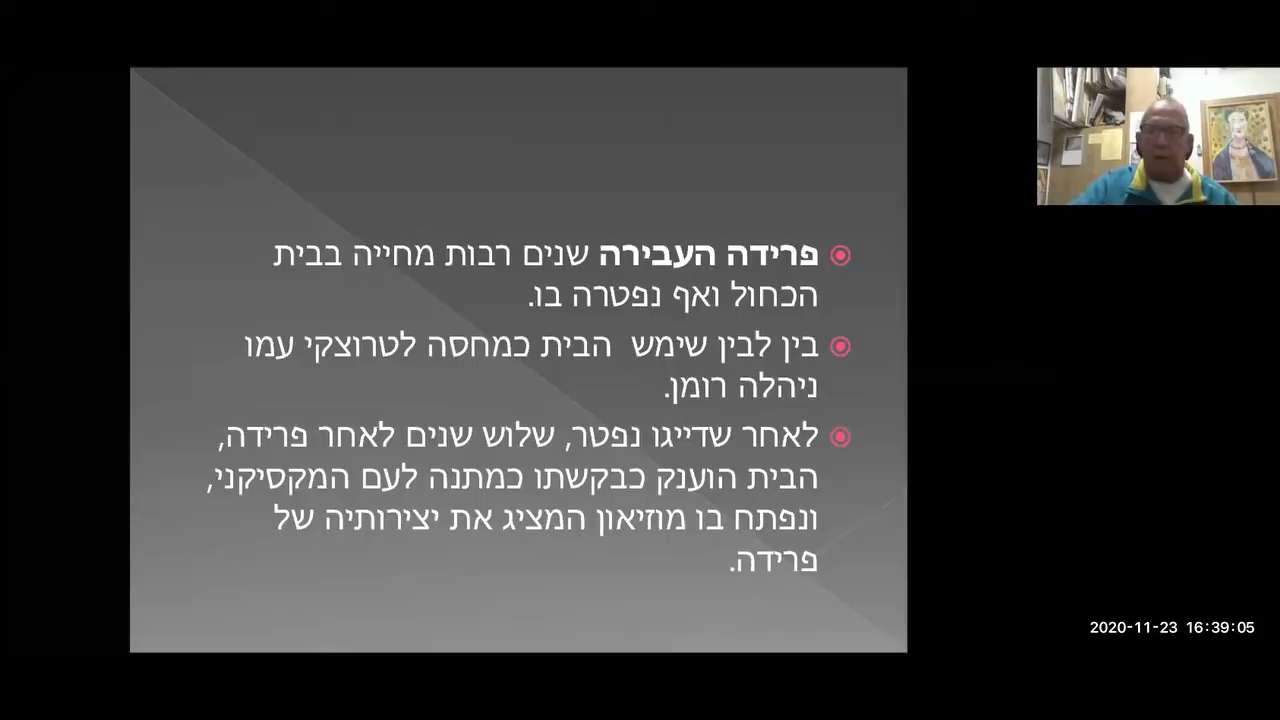 פרידה העבירה שנים רבות מחייה בבית
הכחול ואף נפטרה בו.
בין לבין שימש  הבית כמחסה לטרוצקי עמו
ניהלה רומן.
לאחר שדייגו נפטר, שלוש שנים לאחר פרידה,
הבית הוענק כבקשתו כמתנה לעם המקסיקני,
ונפתח בו מוזיאון המציג את יצירותיה של
פרידה.
2020-11-23 16:39:05